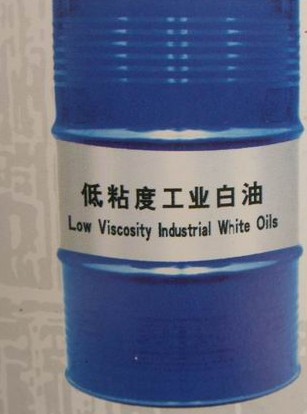 低粘度工业白油
Low Viscosity Industrial White Oils